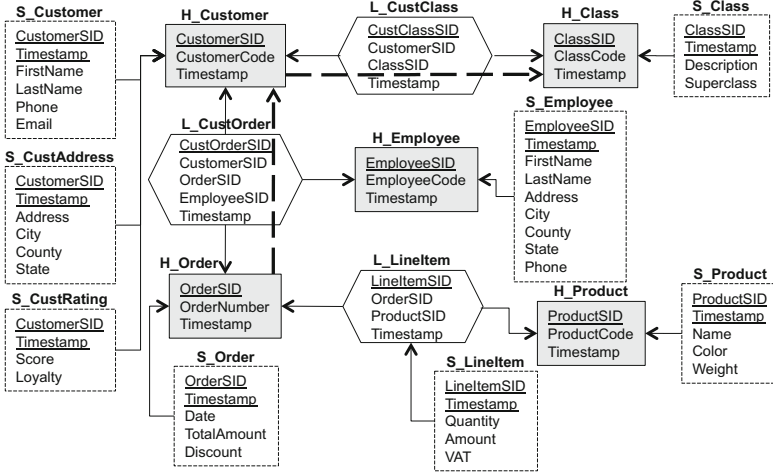 S_Customer
CustomerSID
Timestamp
FirstName
LastName
Phone
Email
H_Customer
CustomerSID
CustomerCode
Timestamp
L_CustClass
CustClassSID
CustomerSID
ClassSID
Timestamp
H_Class
ClassSID
ClassCode
Timestamp
S_Class
ClassSID
Timestamp
Description
Superclass
S_CustAddress
CustomerSID
Timestamp
Address
City
County
State
L_CustOrder
CustOrderSID
CustomerSID
OrderSID
EmployeeSID
Timestamp
H_Employee
EmployeeSID
EmployeeCode
Timestamp
S_Employee
EmployeeSID
Timestamp
FirstName
LastName
Address
City
County
State
Phone
S_CustRating
CustomerSID
Timestamp
Score
Loyalty
H_Order
OrderSID
OrderNumber
Timestamp
L_LineItem
LineItemSID
OrderSID
ProductSID
Timestamp
H_Product
ProductSID
ProductCode
Timestamp
S_Product
ProductSID
Timestamp
Name
Color
Weight
S_Order
OrderSID
Timestamp
Date
TotalAmount
Discount
S_LineItem
LineItemSID
Timestamp
Quantity
Amount
VAT